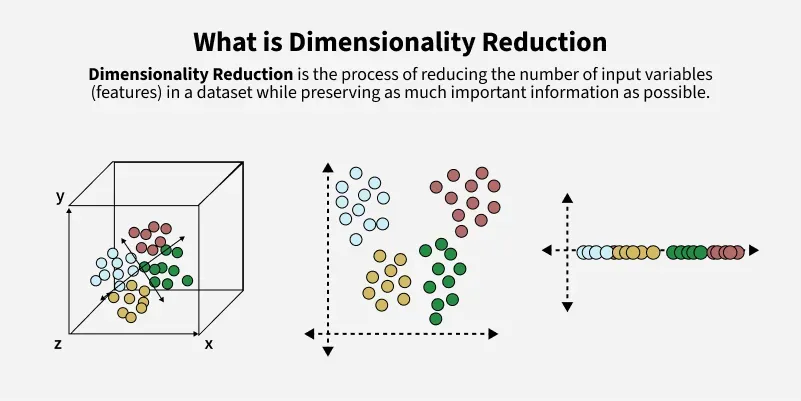 What is Dimensionality Reduction
Dimensionality Reduction is the process of reducing the number of input variables
(features) in a dataset while preserving as much important information as possible.
y
z
x